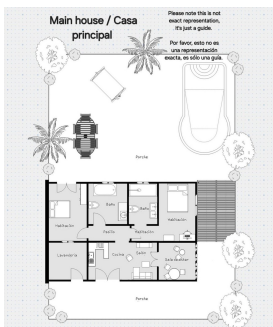 Main house / Casa
principal
Please note this is not
exact representation,
it's just a guide.
Por favor, esto no es
una representación
exacta, es sólo una guía.
Porche
Baño
Baño
Habitación
Habitación
Pasillo
Habitación
Lavandería
Cocina
Salón
Porche